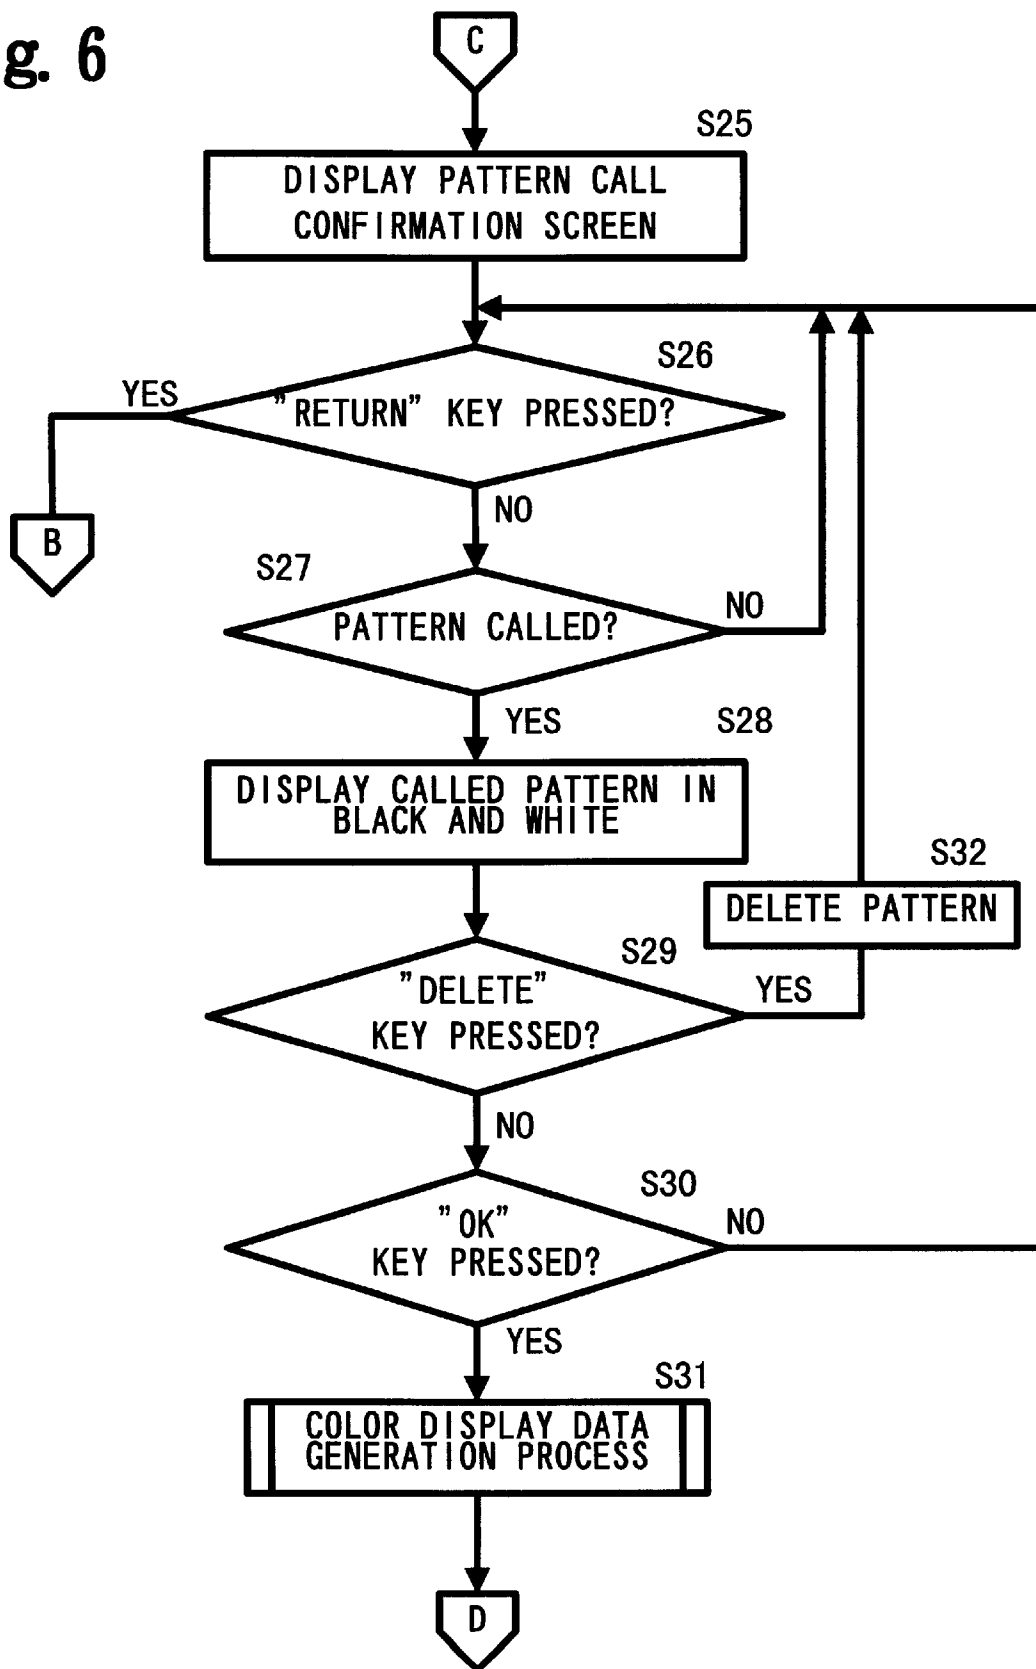 g. 6
C
S25
DISPLAY PATTERN CALL
CONFIRMATION SCREEN
S26
YES
"RETURN" KEY PRESSED?
NO
B
S27
PATTERN CALLED?
NO
YES
S28
DISPLAY CALLED PATTERN IN
BLACK AND WHITE
S32
DELETE PATTERN
S29
"DELETE"
KEY PRESSED?
YES
NO
S30
"OK"
KEY PRESSED?
NO
YES
S31
COLOR DISPLAY DATA
GENERATION PROCESS
D